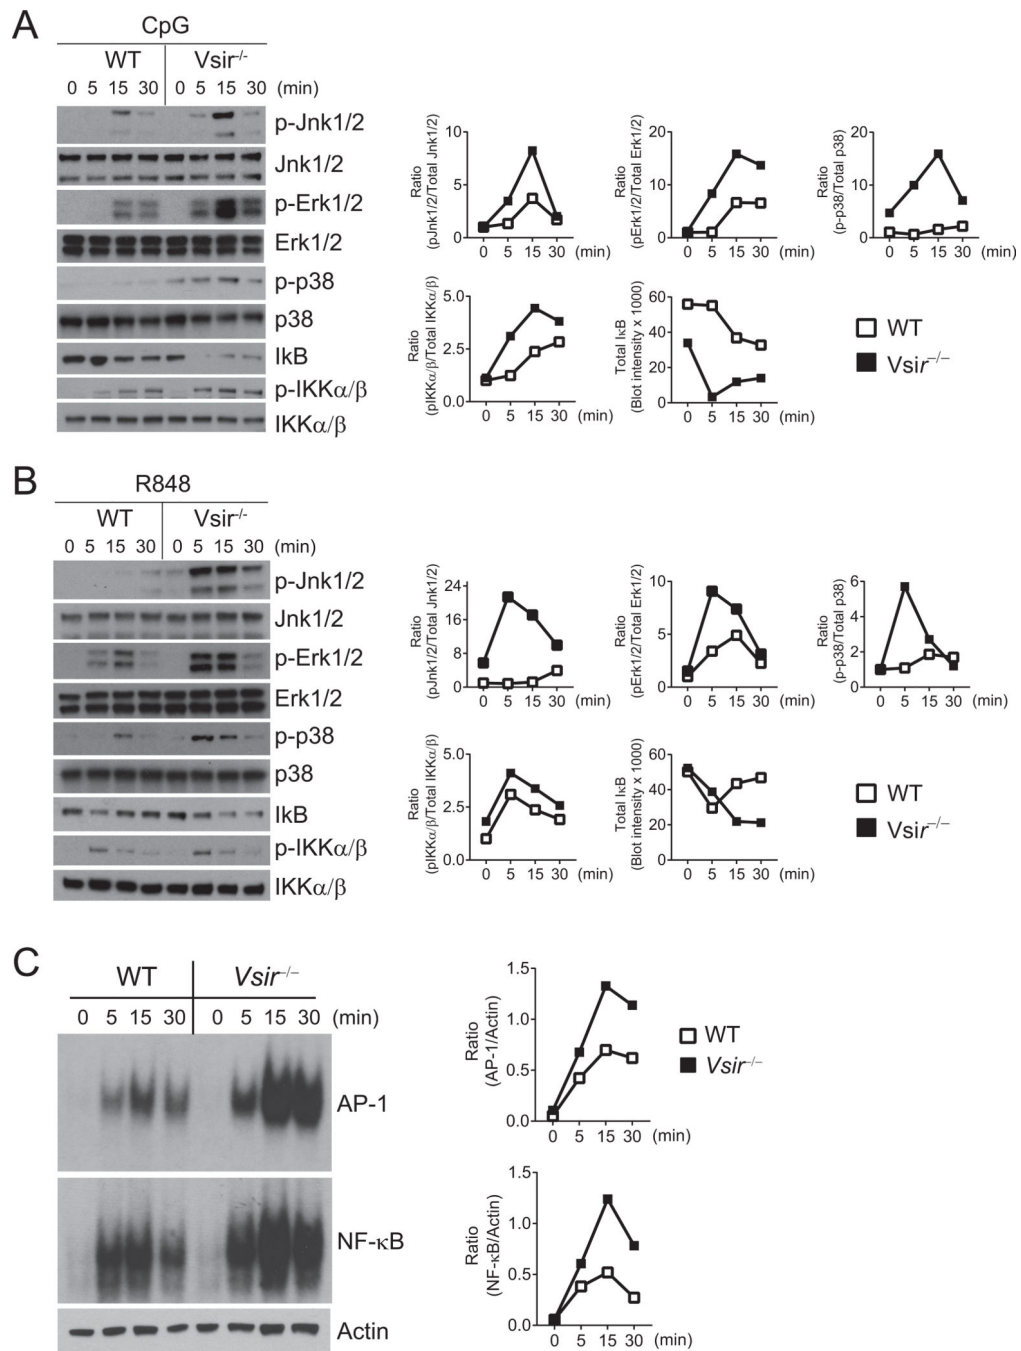 A
CpG
WT Vsir-/-
0 5 15 30 0 5 15 30 (min)
p-Jnk1/2
Jnk1/2
p-Erk1/2
Erk1/2
p-p38
p38
IkB
p-IKKα/β
IKKα/β
Ratio
(pJnk1/2/Total Jnk1/2)
10
5
0
0 5 15 30 (min)
Ratio
(pErk1/2/Total Erk1/2)
20
10
0
0 5 15 30 (min)
Ratio
(p-p38/Total p38)
20
10
0
0 5 15 30 (min)
Ratio
(pIKKα/β/Total IKKα/β)
5.0
2.5
0.0
0 5 15 30 (min)
Total IκB
(Blot intensity x 1000)
60
40
20
0
0 5 15 30 (min)
WT
Vsir–/–
B
R848
WT Vsir-/-
0 5 15 30 0 5 15 30 (min)
p-Jnk1/2
Jnk1/2
p-Erk1/2
Erk1/2
p-p38
p38
IkB
p-IKKα/β
IKKα/β
Ratio
(pJnk1/2/Total Jnk1/2)
24
16
8
0
0 5 15 30 (min)
Ratio
(pErk1/2/Total Erk1/2)
10
5
0
0 5 15 30 (min)
Ratio
(p-p38/Total p38)
6
4
2
0
0 5 15 30 (min)
Ratio
(pIKKα/β/Total IKKα/β)
5.0
2.5
0.0
0 5 15 30 (min)
Total IκB
(Blot intensity x 1000)
60
40
20
0
0 5 15 30 (min)
WT
Vsir–/–
C
WT Vsir–/–
0 5 15 30 0 5 15 30 (min)
AP-1
NF-κB
Actin
Ratio
(AP-1/Actin)
1.5
1.0
0.5
0.0
0 5 15 30 (min)
WT
Vsir–/–
Ratio
(NF-κB/Actin)
1.5
1.0
0.5
0.0
0 5 15 30 (min)